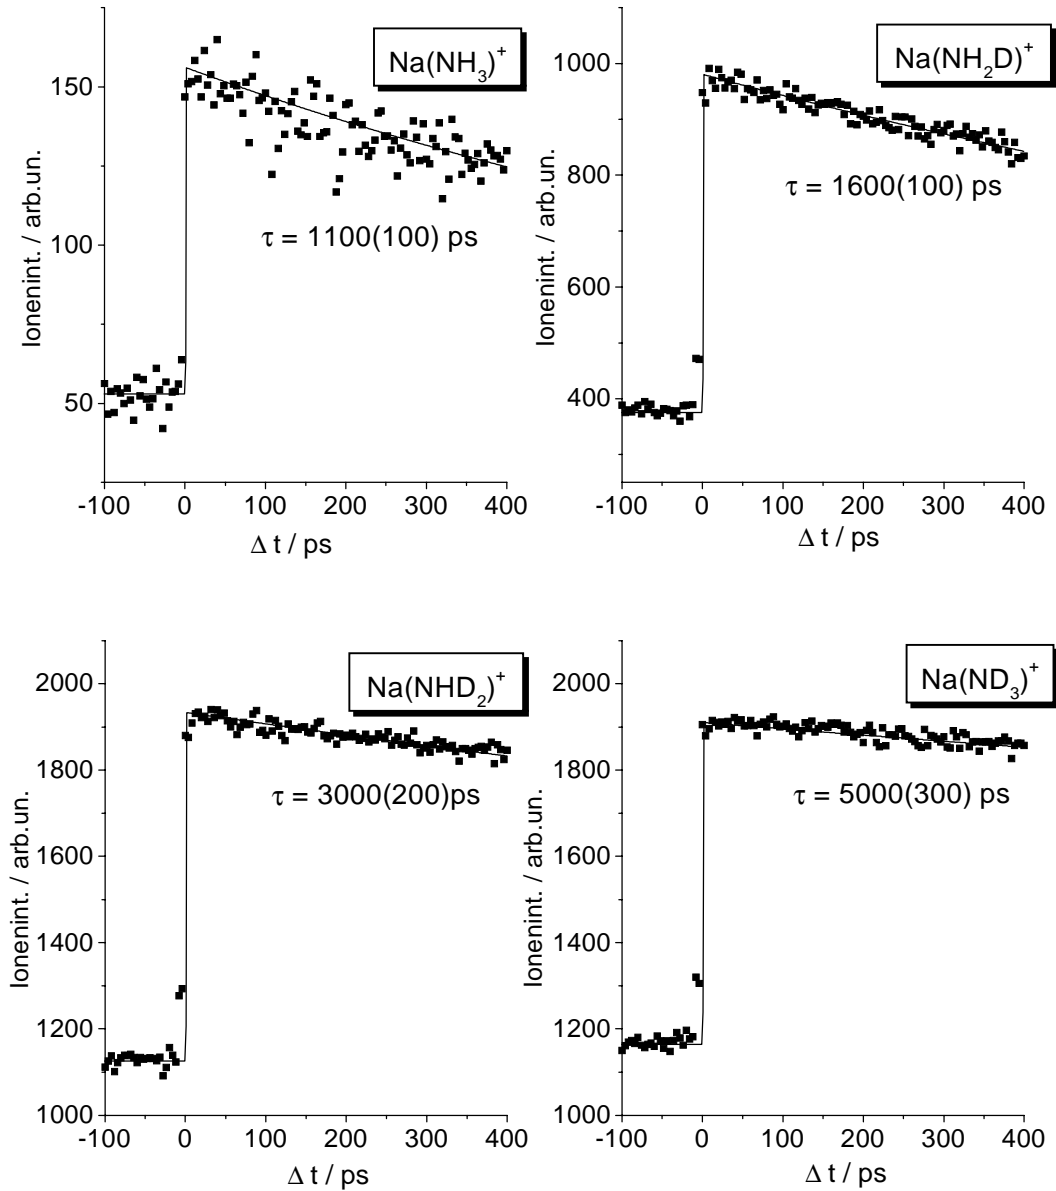 Na(NH₃)⁺
Ionenint. / arb.un.
150
100
50
τ = 1100(100) ps
-100 0 100 200 300 400
Δ t / ps
Na(NH₂D)⁺
Ionenint. / arb.un.
1000
800
600
400
τ = 1600(100) ps
-100 0 100 200 300 400
Δ t / ps
Na(NHD₂)⁺
Ionenint. / arb.un.
2000
1800
1600
1400
1200
1000
τ = 3000(200)ps
-100 0 100 200 300 400
Δ t / ps
Na(ND₃)⁺
Ionenint. / arb.un.
2000
1800
1600
1400
1200
1000
τ = 5000(300) ps
-100 0 100 200 300 400
Δ t / ps